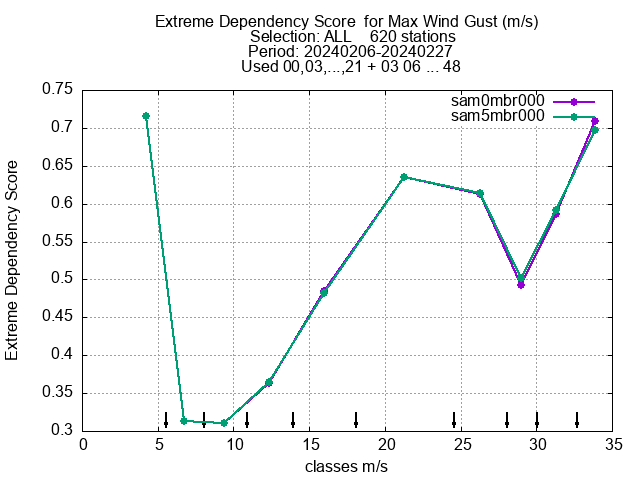 Extreme Dependency Score  for Max Wind Gust (m/s)
Selection: ALL    620 stations
Period: 20240206-20240227
Used 00,03,...,21 + 03 06 ... 48
sam0mbr000
sam5mbr000
0.75
0.7
0.65
0.6
0.55
0.5
0.45
0.4
0.35
0.3
Extreme Dependency Score
0 5 10 15 20 25 30 35
classes m/s